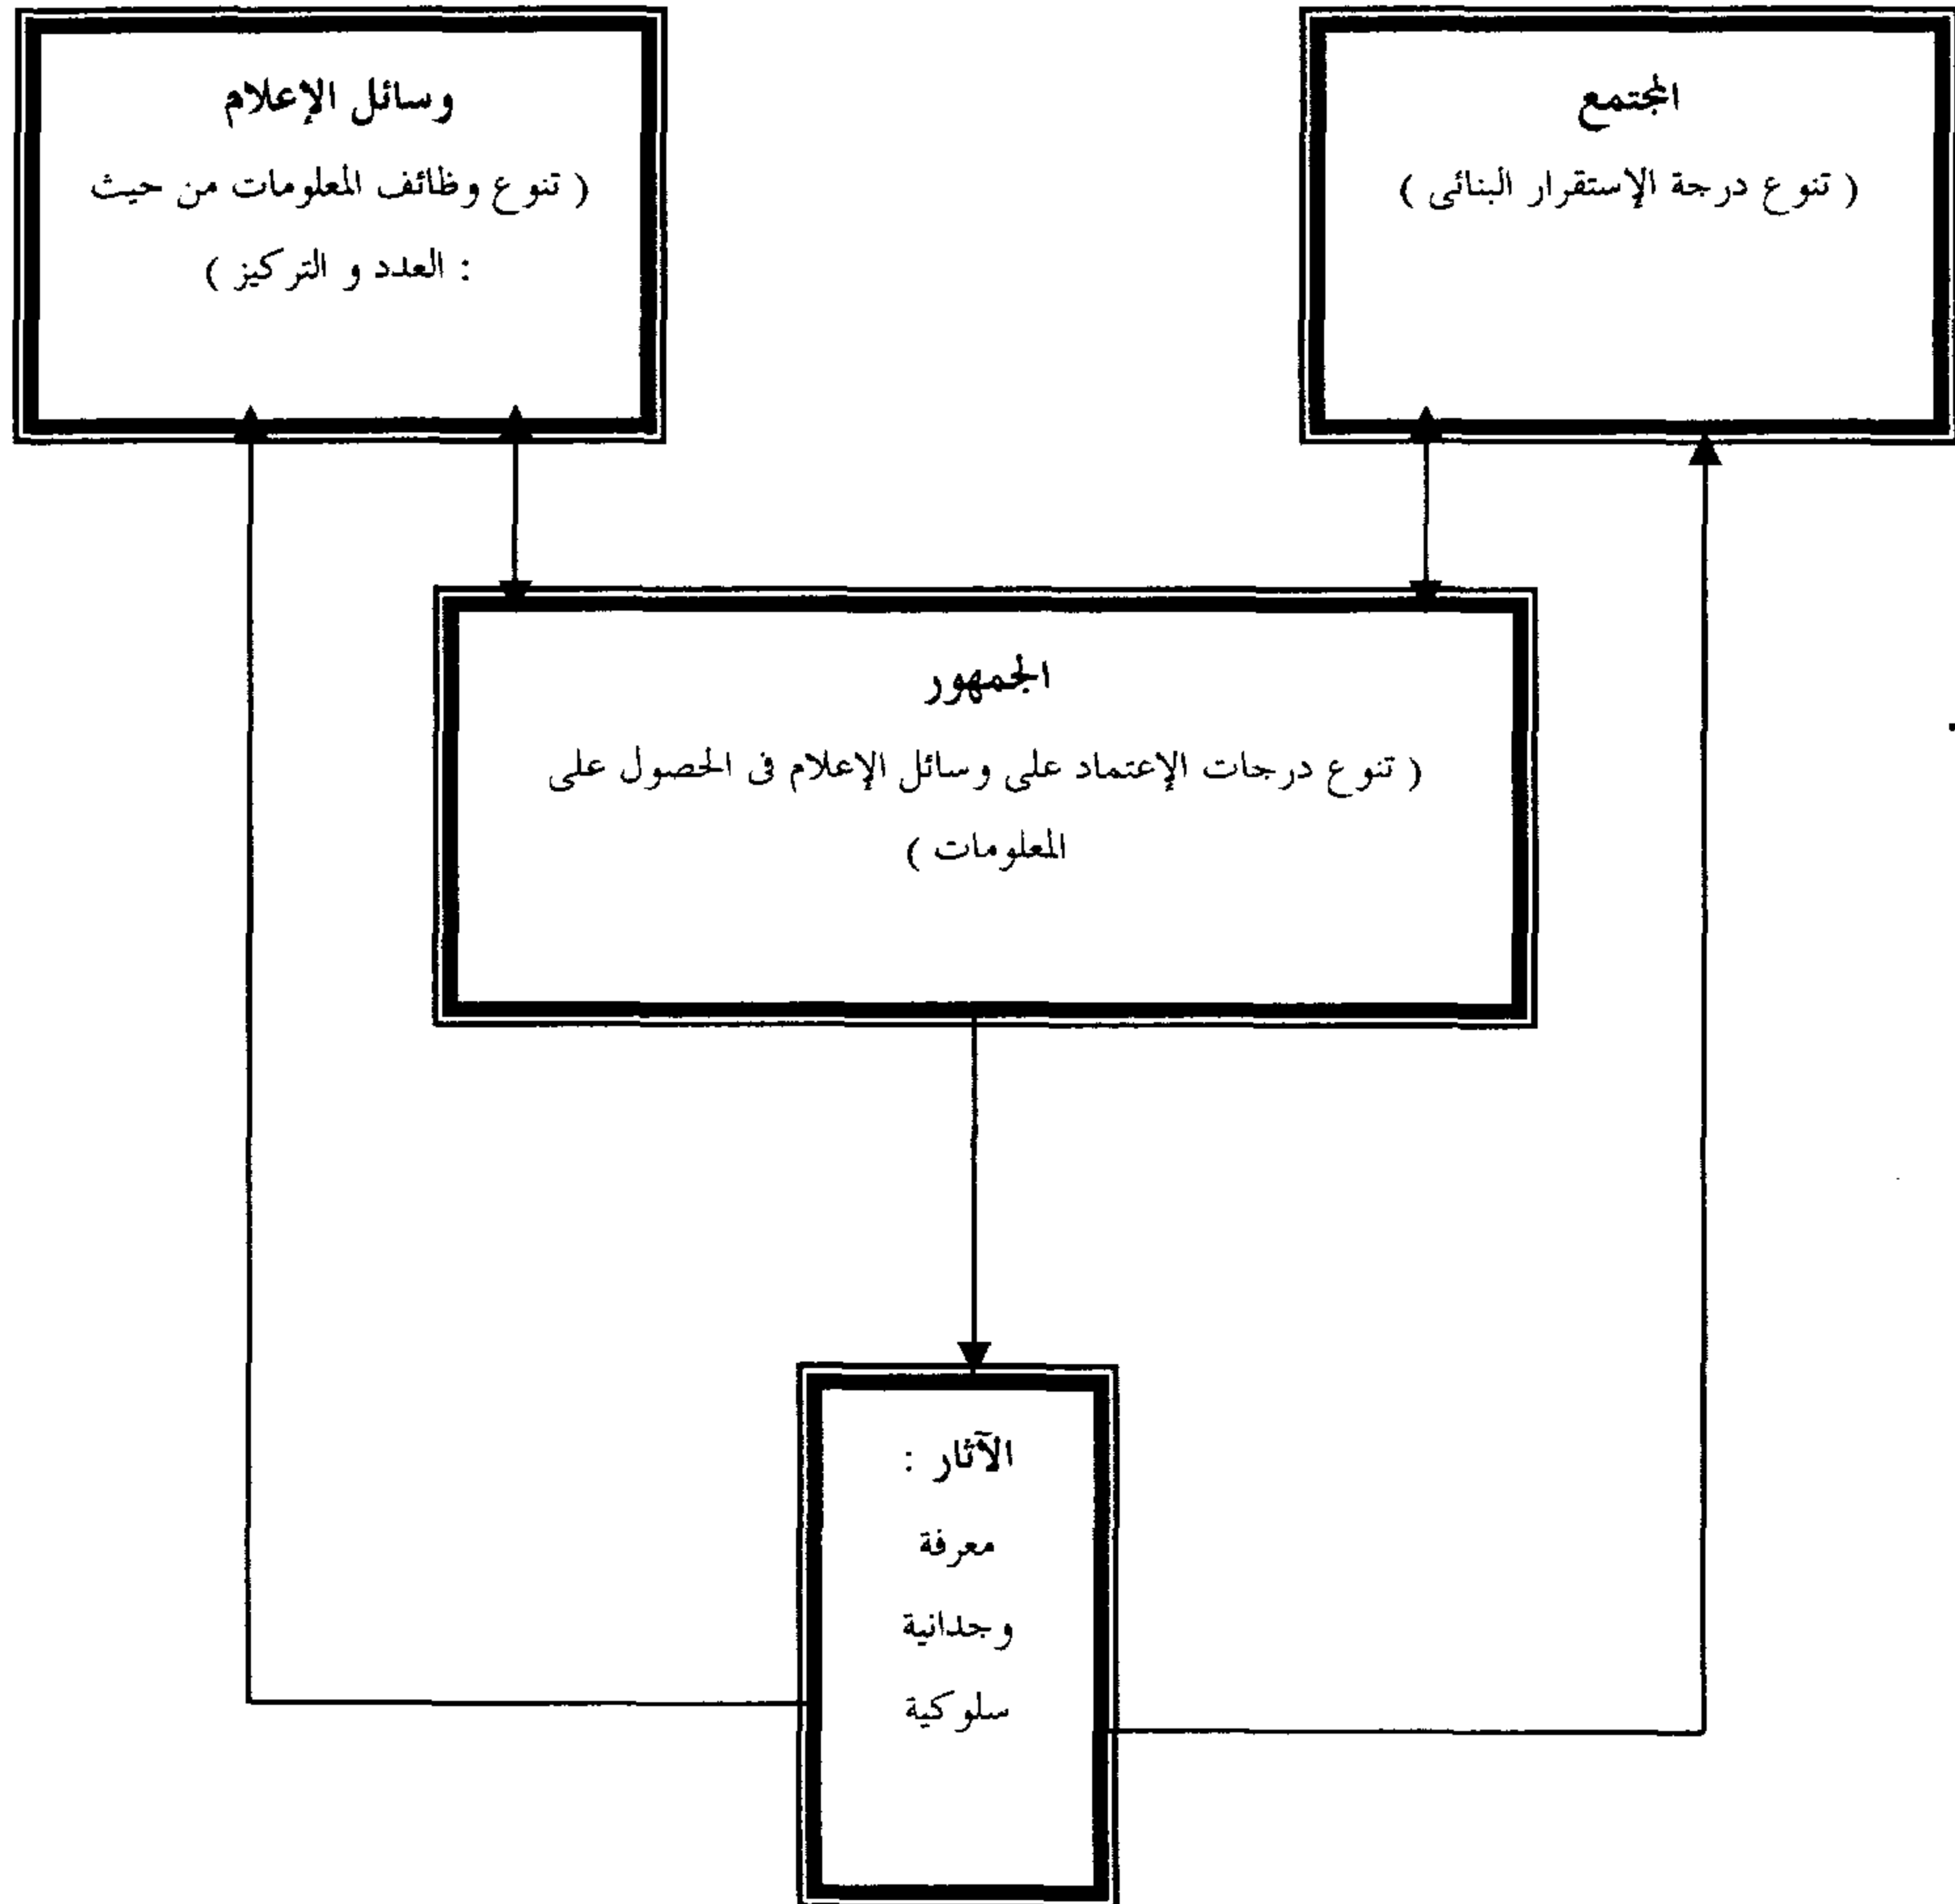 المجتمع
( تنوع درجة الإستقرار البنائى )
وسائل الإعلام
( تنوع وظائف المعلومات من حيث
: العدد و التركيز )
الجمهور
( تنوع درجات الإعتماد على وسائل الإعلام فى الحصول على
المعلومات )
الآثار :
معرفة
وجدانية
سلوكية